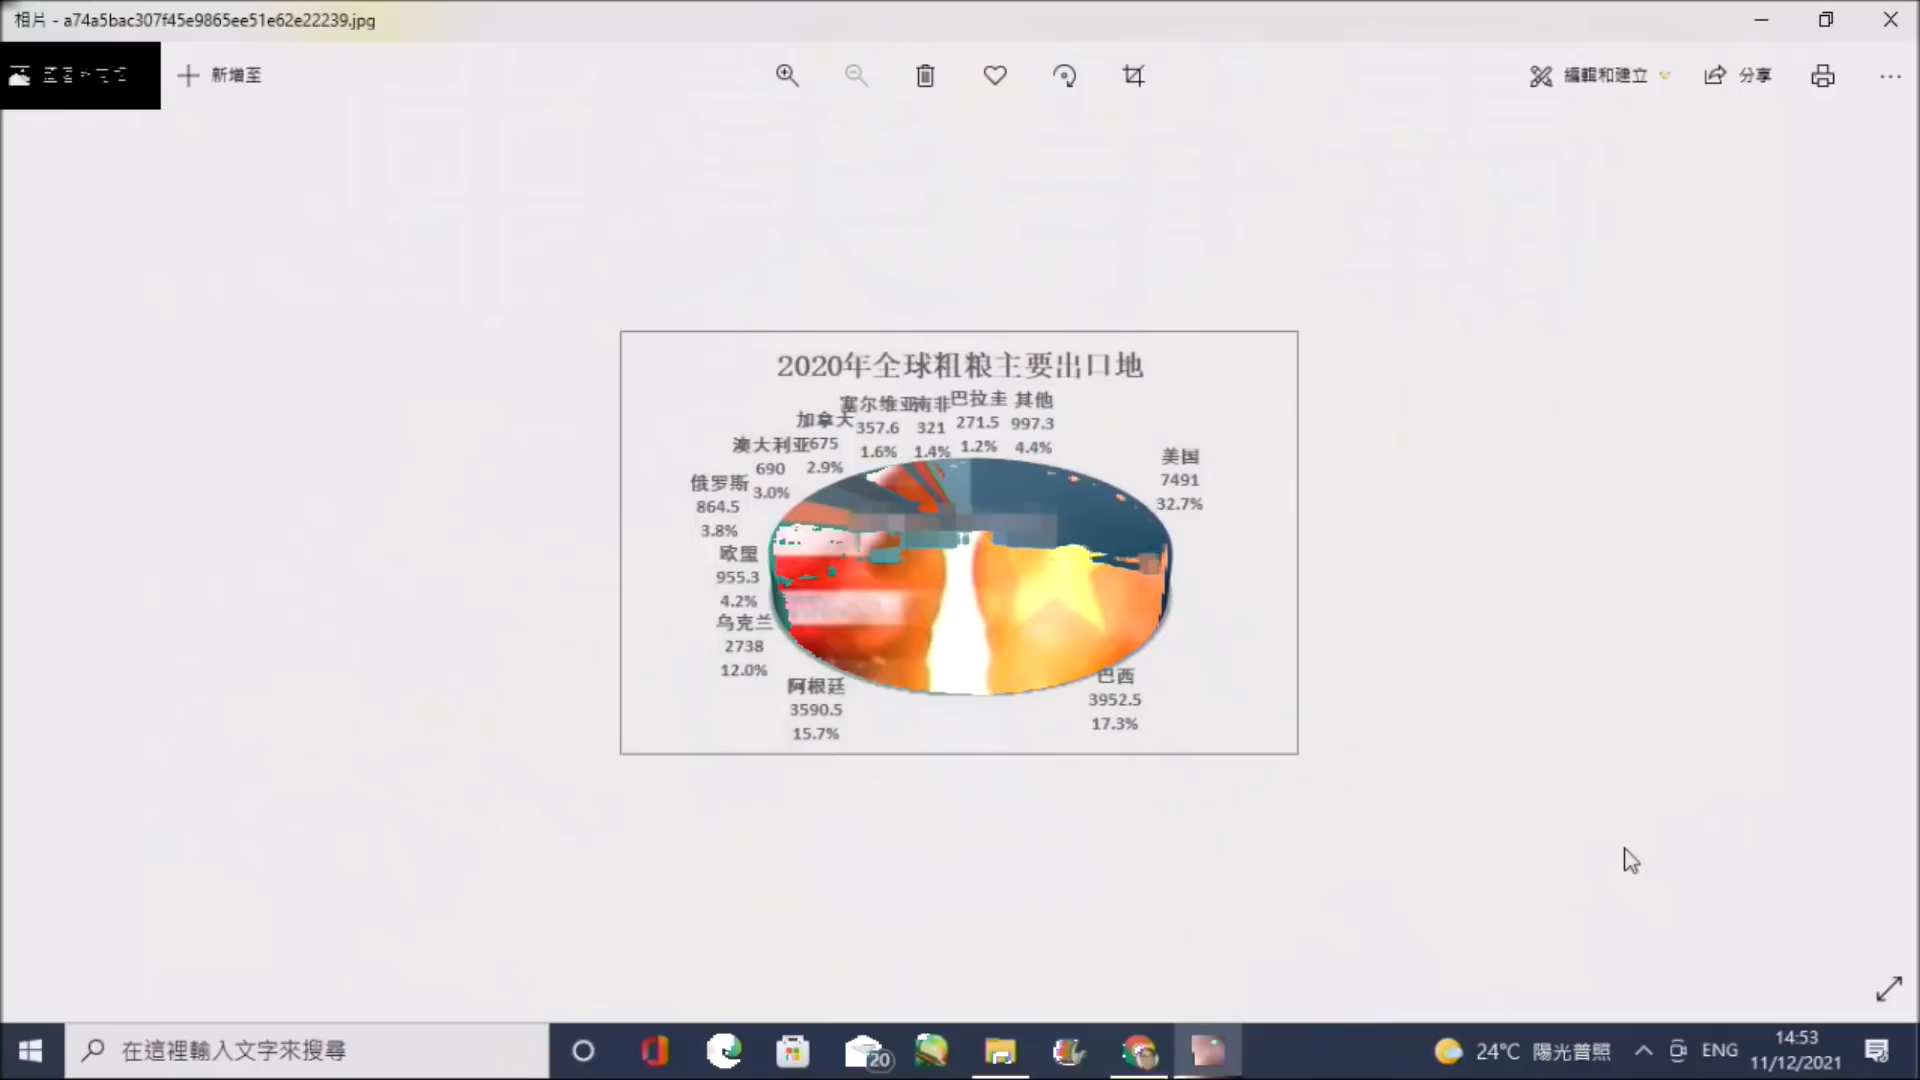 相片 - a74a5bac307f45e9865ee51e62e22239.jpg
新增至
編輯和建立
分享
2020年全球粗粮主要出口地
美国
7491
32.7%
巴西
3952.5
17.3%
阿根廷
3590.5
15.7%
乌克兰
2738
12.0%
欧盟
955.3
4.2%
俄罗斯
864.5
3.8%
澳大利亚
690
3.0%
加拿大
675
2.9%
塞尔维亚
357.6
1.6%
南非
321
1.4%
巴拉圭
271.5
1.2%
其他
997.3
4.4%
在這裡輸入文字來搜尋
20
24°C 陽光普照
ENG
14:53
11/12/2021